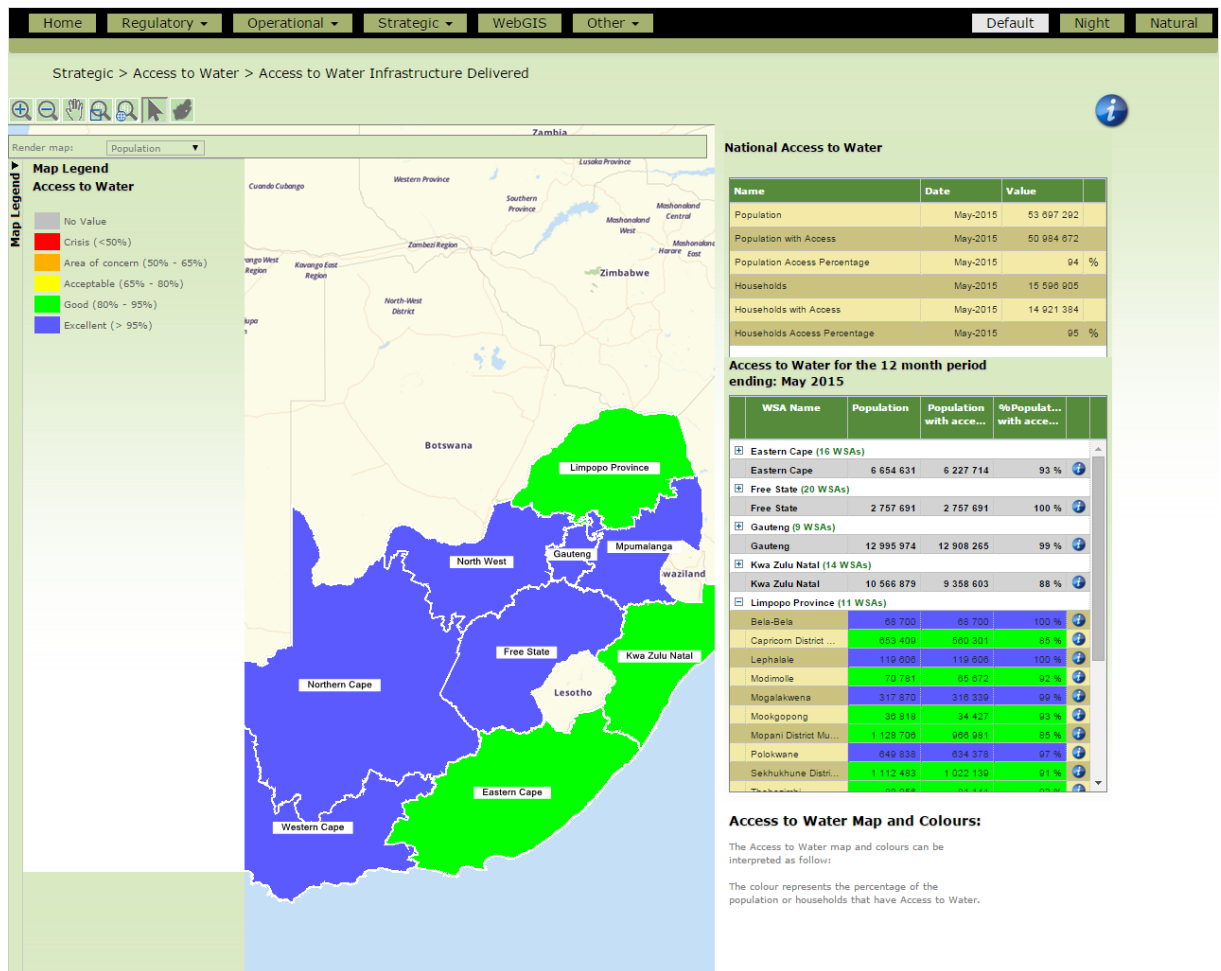 Home Regulatory Operational Strategic WebGIS Other Default Night Natural
Strategic > Access to Water > Access to Water Infrastructure Delivered
Render map: Population
Map Legend
Map Legend
Access to Water
No Value
Crisis (<50%)
Area of concern (50% - 65%)
Acceptable (65% - 80%)
Good (80% - 95%)
Excellent (> 95%)
Zambia
Lusaka Province
Cuando Cubango
Western Province
Southern
Province
Mashonaland
Central
Mashonaland
West
Mashonaland
East
Harare
Zambezi Region
Kavango East
Region
Zimbabwe
North-West
District
Botswana
Limpopo Province
North West
Gauteng
Mpumalanga
waziland
Free State
Kwa Zulu Natal
Northern Cape
Lesotho
Eastern Cape
Western Cape
National Access to Water
Name Date Value
Population May-2015 53 697 292
Population with Access May-2015 50 984 672
Population Access Percentage May-2015 94 %
Households May-2015 15 596 905
Households with Access May-2015 14 921 384
Households Access Percentage May-2015 95 %
Access to Water for the 12 month period
ending: May 2015
WSA Name Population Population %Populat...
with acce... with acce...
Eastern Cape (16 WSAs)
Eastern Cape 6 654 631 6 227 714 93 %
Free State (20 WSAs)
Free State 2 757 691 2 757 691 100 %
Gauteng (9 WSAs)
Gauteng 12 995 974 12 908 265 99 %
Kwa Zulu Natal (14 WSAs)
Kwa Zulu Natal 10 566 879 9 358 603 88 %
Limpopo Province (11 WSAs)
Bela-Bela 68 700 68 700 100 %
Capricorn District ... 653 409 560 301 85 %
Lephalale 119 606 119 606 100 %
Modimolle 70 781 65 672 92 %
Mogalakwena 317 870 316 339 99 %
Mookgopong 36 818 34 427 93 %
Mopani District Mu... 1 128 706 966 981 85 %
Polokwane 649 838 634 378 97 %
Sekhukhune Distri... 1 112 483 1 022 139 91 %
Access to Water Map and Colours:
The Access to Water map and colours can be
interpreted as follow:
The colour represents the percentage of the
population or households that have Access to Water.